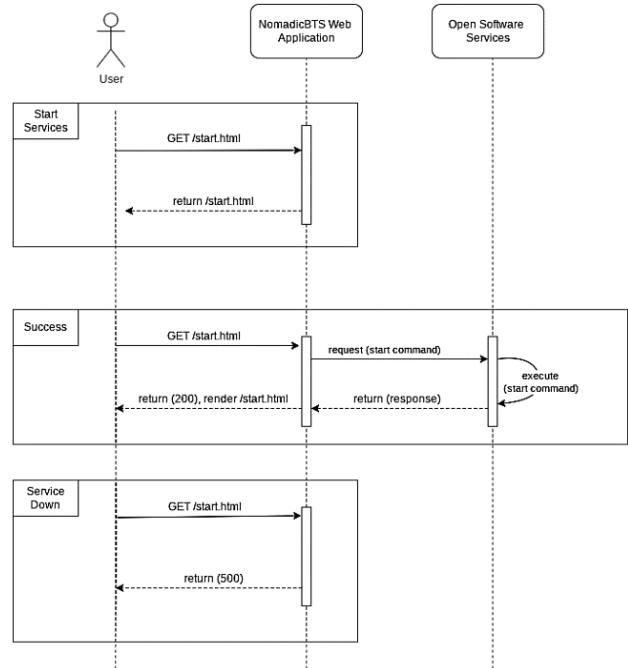 NomadicBTS Web
Application
Open Software
Services
User
Start
Services
GET /start.html
return /start.html
Success
GET /start.html
request (start command)
execute
(start command)
return (200), render /start.html
return (response)
Service
Down
GET /start.html
return (500)